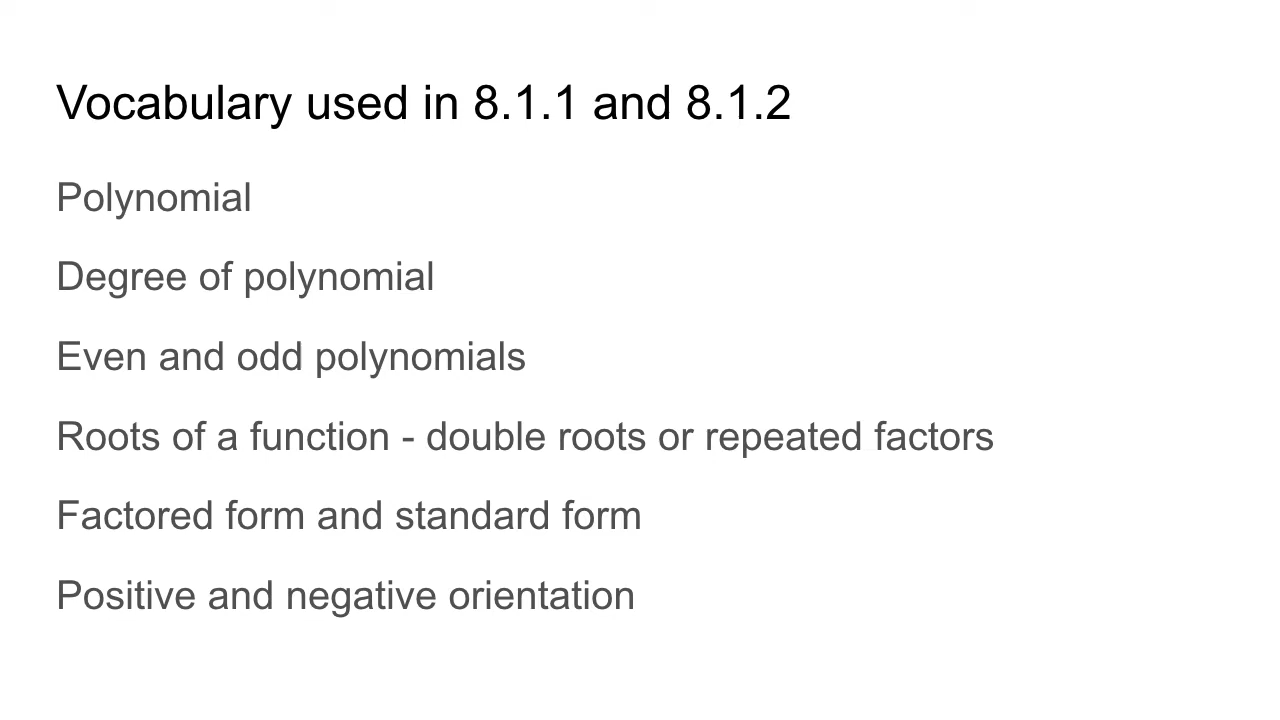 Vocabulary used in 8.1.1 and 8.1.2
Polynomial
Degree of polynomial
Even and odd polynomials
Roots of a function - double roots or repeated factors
Factored form and standard form
Positive and negative orientation